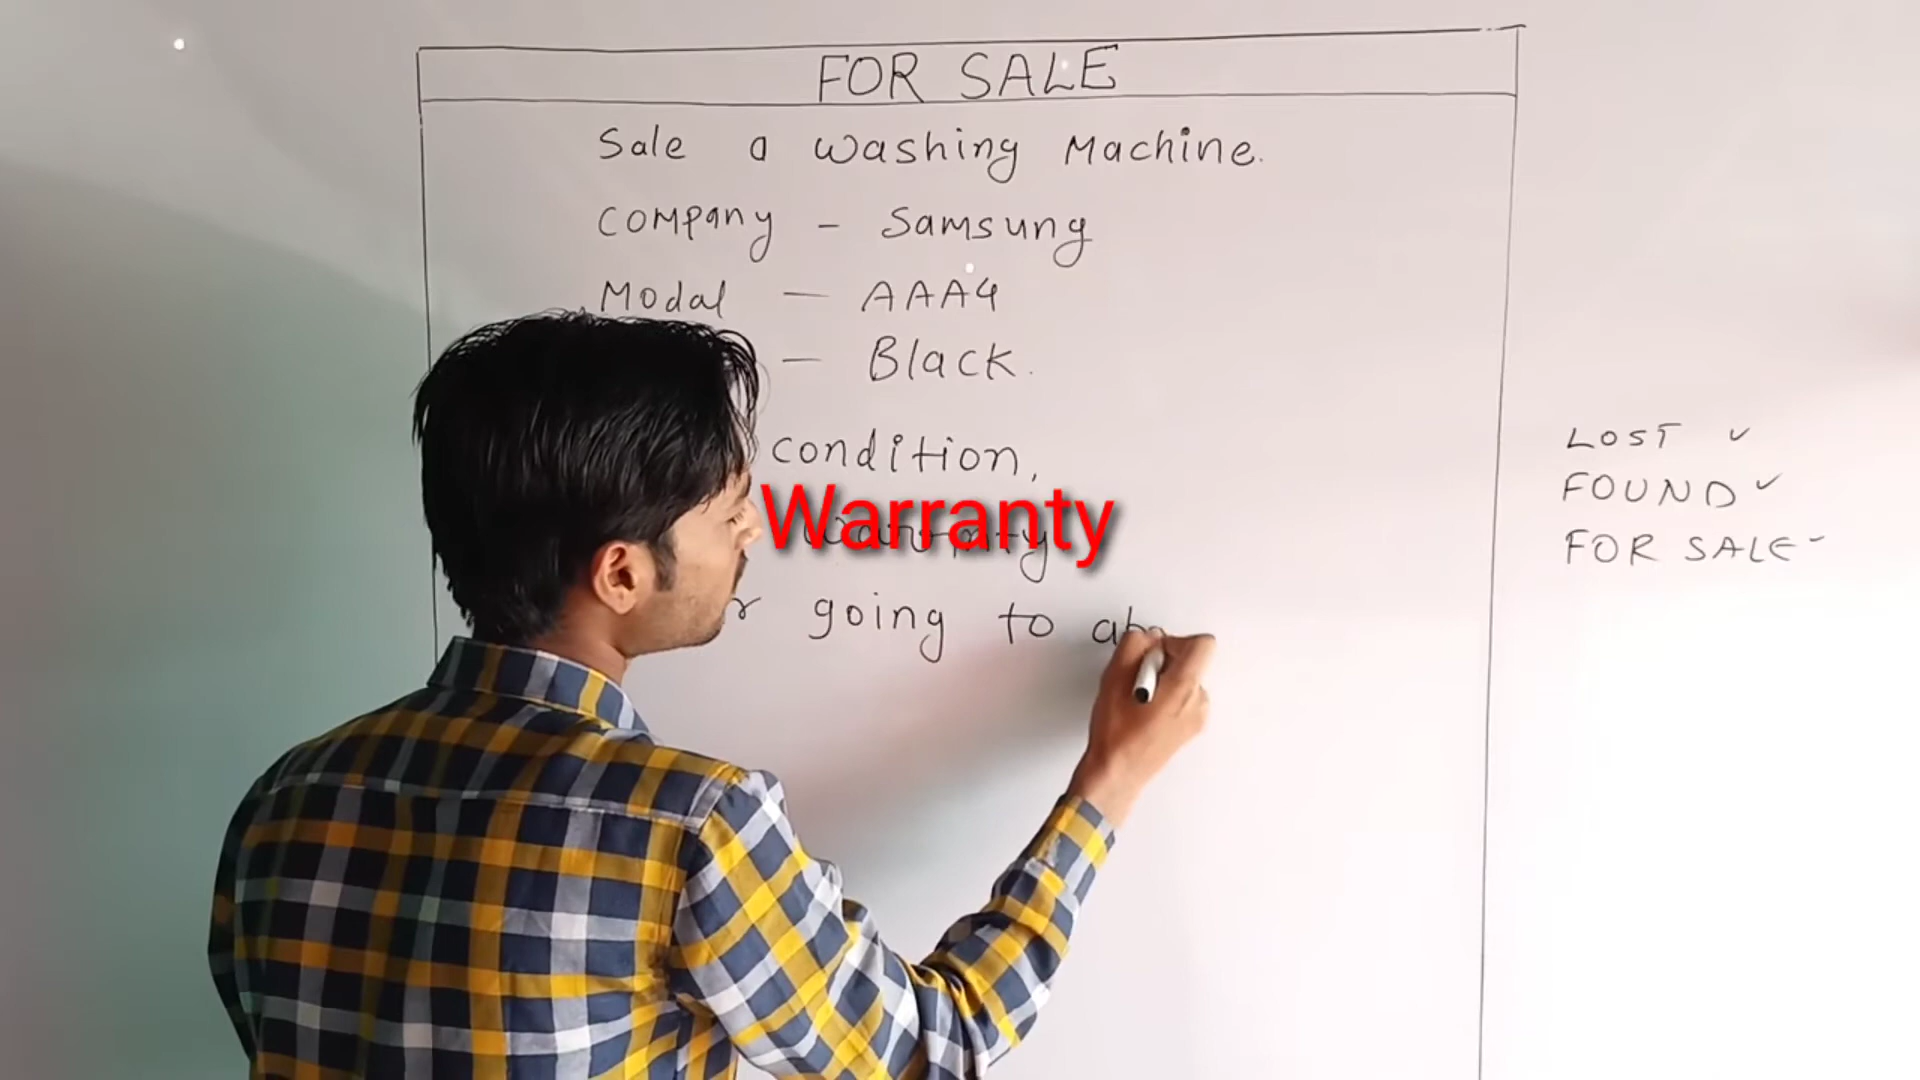 FOR SALE
Sale a washing Machine.
Company - Samsung
Modal - AAA4
- Black.
condition,
Warranty
going to
LOST ✓
FOUND ✓
FOR SALE -